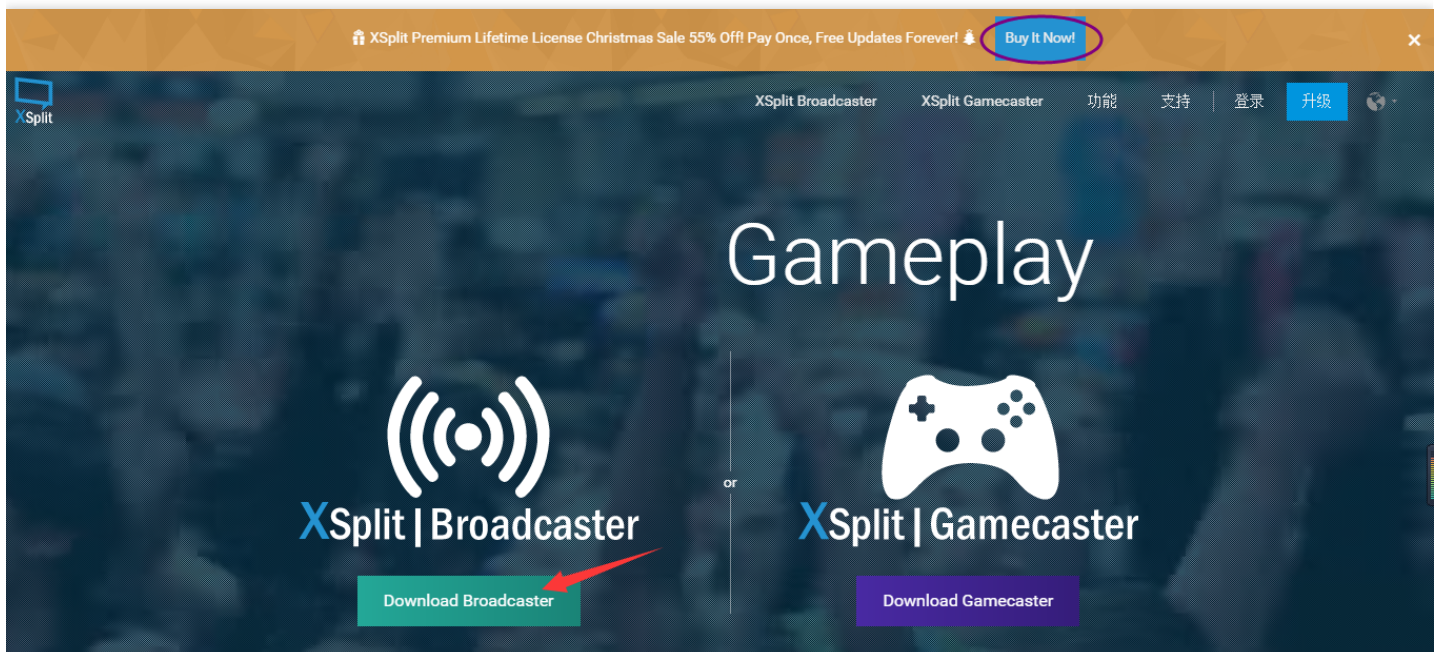 XSplit Premium Lifetime License Christmas Sale 55% Off! Pay Once, Free Updates Forever! Buy It Now!
XSplit
XSplit Broadcaster XSplit Gamecaster 功能 支持 登录 升级
Gameplay
XSplit | Broadcaster
or
XSplit | Gamecaster
Download Broadcaster
Download Gamecaster